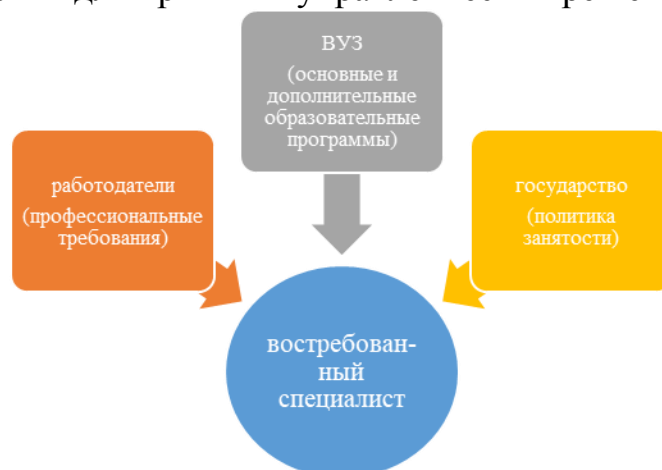 ВУЗ
(основные и
дополнительные
образовательные
программы)
работодатели
(профессиональные
требования)
государство
(политика
занятости)
востребован-
ный
специалист